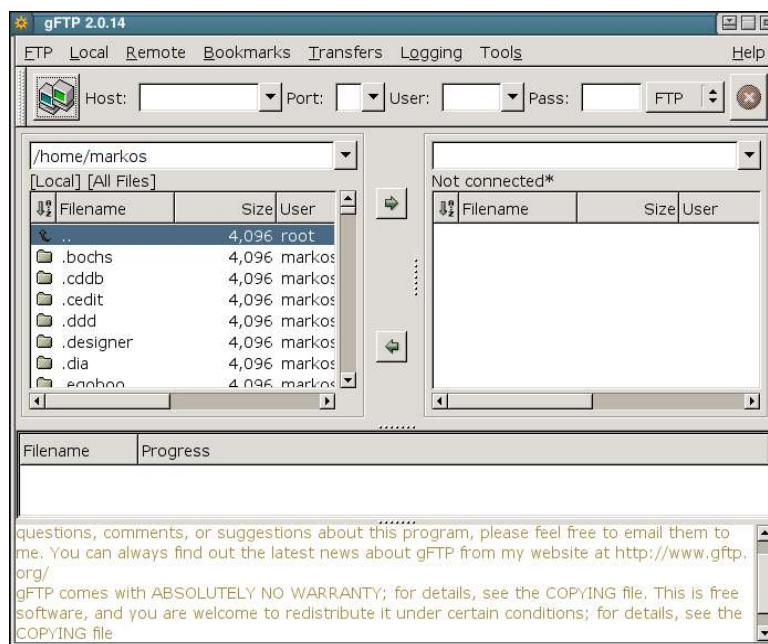 gFTP 2.0.14
FTP Local Remote Bookmarks Transfers Logging Tools Help
Host: Port: User: Pass: FTP
/home/markos
[Local] [All Files]
Filename Size User
.. 4,096 root
.bochs 4,096 markos
.cddb 4,096 markos
.cedit 4,096 markos
.ddd 4,096 markos
.designer 4,096 markos
.dia 4,096 markos
.egoboo 4,096 markos
Not connected*
Filename Size User
Filename Progress
questions, comments, or suggestions about this program, please feel free to email them to
me. You can always find out the latest news about gFTP from my website at http://www.gftp.
org/
gFTP comes with ABSOLUTELY NO WARRANTY; for details, see the COPYING file. This is free
software, and you are welcome to redistribute it under certain conditions; for details, see the
COPYING file